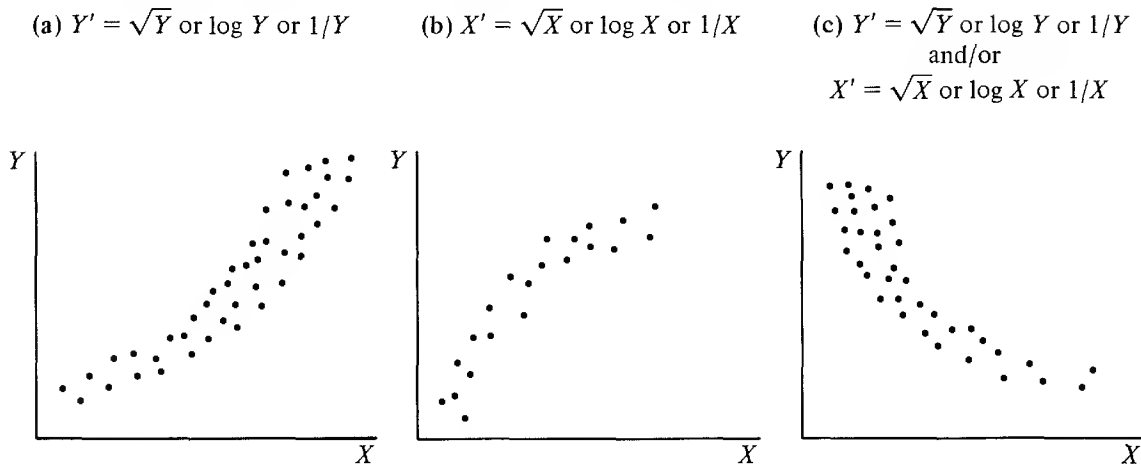 (a) Y′ = √Y or log Y or 1/Y
(b) X′ = √X or log X or 1/X
(c) Y′ = √Y or log Y or 1/Y
and/or
X′ = √X or log X or 1/X
Y
X
Y
X
Y
X